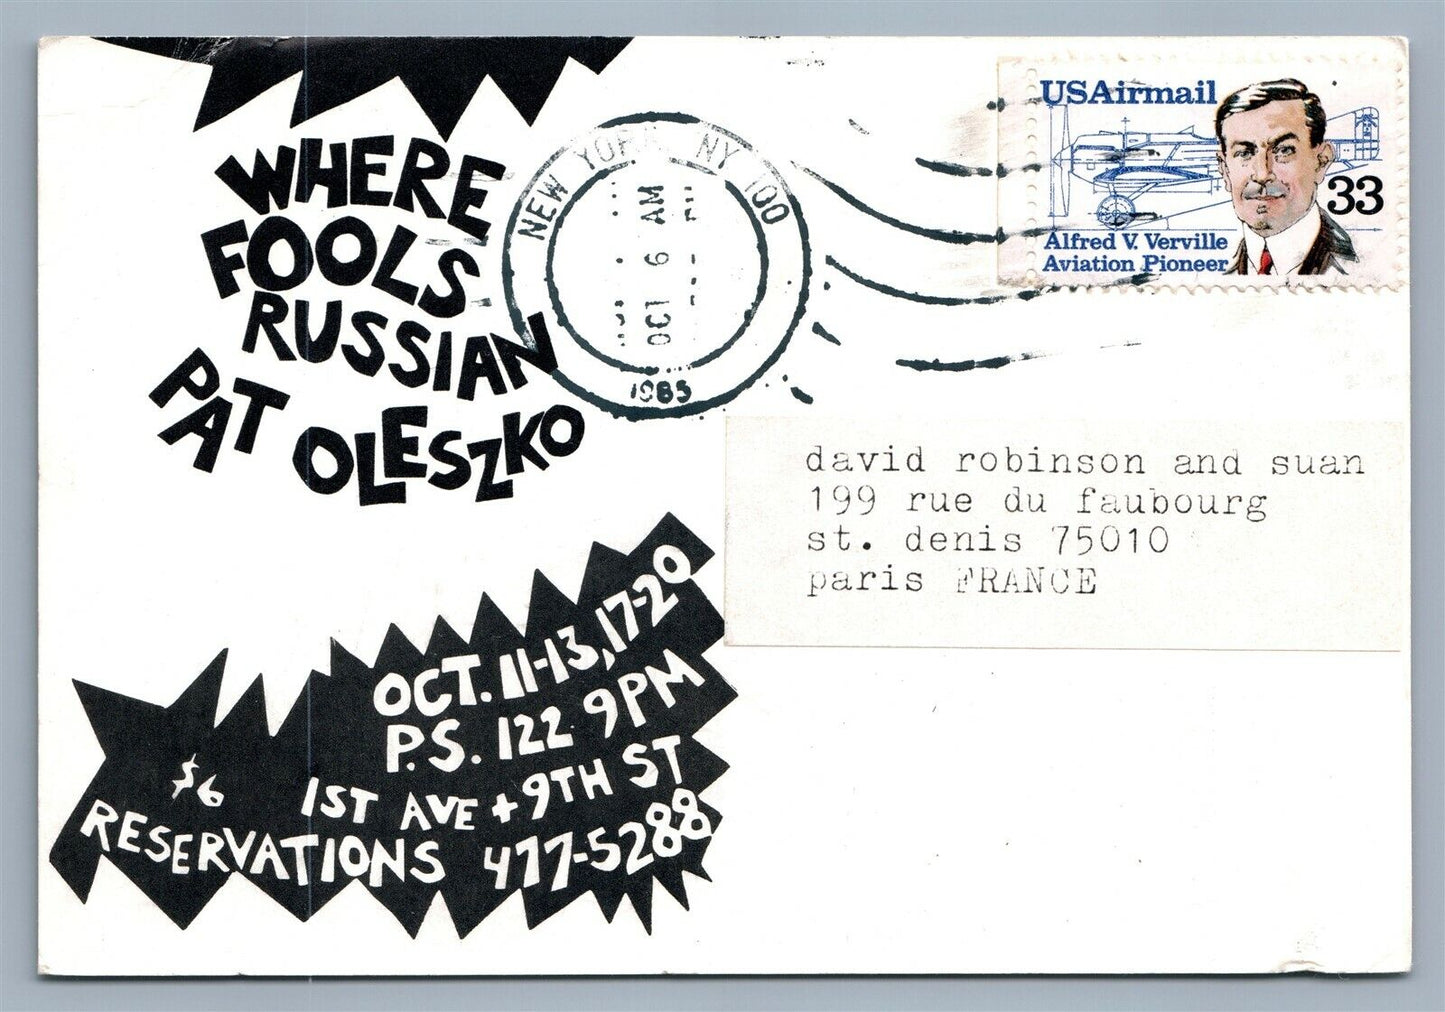 WHERE
FOOLS
RUSSIAN
PAT OLESZKO
NEW YORK, NY 100
OCT 6 AM
1985
USAirmail
33
Alfred V. Verville
Aviation Pioneer
david robinson and suan
199 rue du faubourg
st. denis 75010
paris FRANCE
OCT. 11-13, 17-20
P.S. 122 9PM
$6 1ST AVE + 9TH ST
RESERVATIONS 477-5288